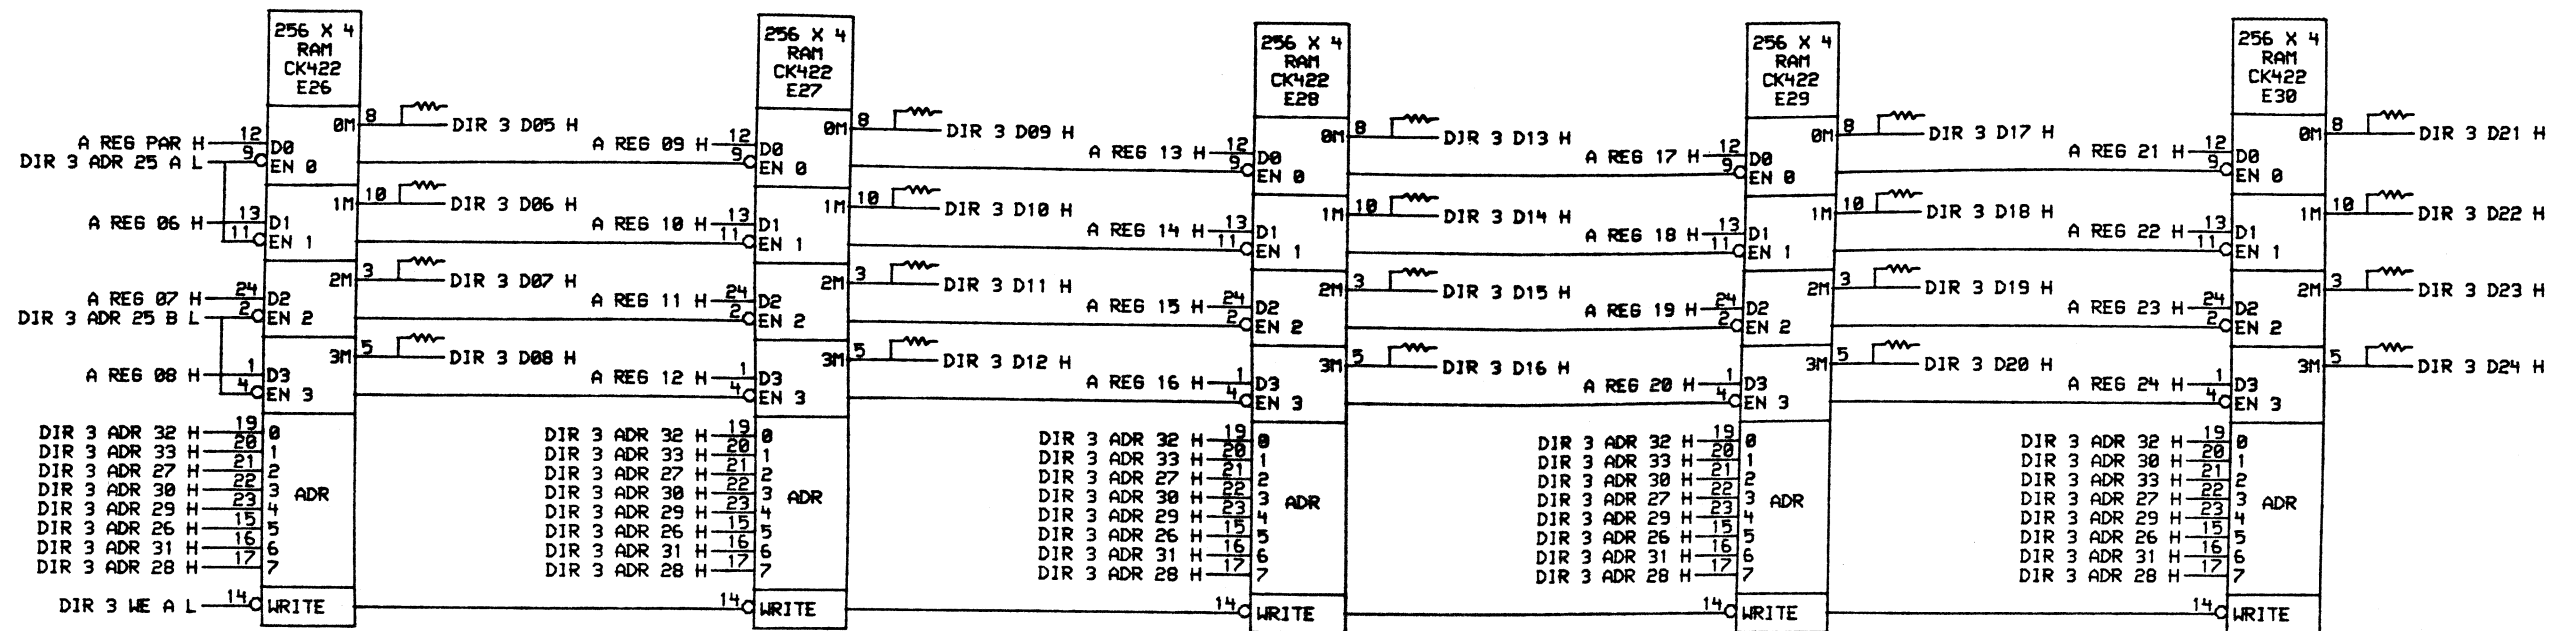 256 X 4
RAM
CK422
E26
A REG PAR H 12 D0 0M 8 DIR 3 D05 H
DIR 3 ADR 25 A L 9 EN 0
A REG 06 H 13 D1 1M 10 DIR 3 D06 H
11 EN 1
A REG 07 H 24 D2 2M 3 DIR 3 D07 H
DIR 3 ADR 25 B L 2 EN 2
A REG 08 H 1 D3 3M 5 DIR 3 D08 H
4 EN 3
DIR 3 ADR 32 H 19 0
DIR 3 ADR 33 H 20 1
DIR 3 ADR 27 H 21 2
DIR 3 ADR 30 H 22 3 ADR
DIR 3 ADR 29 H 23 4
DIR 3 ADR 26 H 15 5
DIR 3 ADR 31 H 16 6
DIR 3 ADR 28 H 17 7
DIR 3 WE A L 14 WRITE
256 X 4
RAM
CK422
E27
A REG 09 H 12 D0 0M 8 DIR 3 D09 H
9 EN 0
A REG 10 H 13 D1 1M 10 DIR 3 D10 H
11 EN 1
A REG 11 H 24 D2 2M 3 DIR 3 D11 H
2 EN 2
A REG 12 H 1 D3 3M 5 DIR 3 D12 H
4 EN 3
DIR 3 ADR 32 H 19 0
DIR 3 ADR 33 H 20 1
DIR 3 ADR 27 H 21 2
DIR 3 ADR 30 H 22 3 ADR
DIR 3 ADR 29 H 23 4
DIR 3 ADR 26 H 15 5
DIR 3 ADR 31 H 16 6
DIR 3 ADR 28 H 17 7
14 WRITE
256 X 4
RAM
CK422
E28
A REG 13 H 12 D0 0M 8 DIR 3 D13 H
9 EN 0
A REG 14 H 13 D1 1M 10 DIR 3 D14 H
11 EN 1
A REG 15 H 24 D2 2M 3 DIR 3 D15 H
2 EN 2
A REG 16 H 1 D3 3M 5 DIR 3 D16 H
4 EN 3
DIR 3 ADR 32 H 19 0
DIR 3 ADR 33 H 20 1
DIR 3 ADR 27 H 21 2
DIR 3 ADR 30 H 22 3 ADR
DIR 3 ADR 29 H 23 4
DIR 3 ADR 26 H 15 5
DIR 3 ADR 31 H 16 6
DIR 3 ADR 28 H 17 7
14 WRITE
256 X 4
RAM
CK422
E29
A REG 17 H 12 D0 0M 8 DIR 3 D17 H
9 EN 0
A REG 18 H 13 D1 1M 10 DIR 3 D18 H
11 EN 1
A REG 19 H 24 D2 2M 3 DIR 3 D19 H
2 EN 2
A REG 20 H 1 D3 3M 5 DIR 3 D20 H
4 EN 3
DIR 3 ADR 32 H 19 0
DIR 3 ADR 33 H 20 1
DIR 3 ADR 30 H 21 2
DIR 3 ADR 27 H 22 3 ADR
DIR 3 ADR 29 H 23 4
DIR 3 ADR 26 H 15 5
DIR 3 ADR 31 H 16 6
DIR 3 ADR 28 H 17 7
14 WRITE
256 X 4
RAM
CK422
E30
A REG 21 H 12 D0 0M 8 DIR 3 D21 H
9 EN 0
A REG 22 H 13 D1 1M 10 DIR 3 D22 H
11 EN 1
A REG 23 H 24 D2 2M 3 DIR 3 D23 H
2 EN 2
A REG 24 H 1 D3 3M 5 DIR 3 D24 H
4 EN 3
DIR 3 ADR 32 H 19 0
DIR 3 ADR 30 H 20 1
DIR 3 ADR 33 H 21 2
DIR 3 ADR 27 H 22 3 ADR
DIR 3 ADR 29 H 23 4
DIR 3 ADR 26 H 15 5
DIR 3 ADR 31 H 16 6
DIR 3 ADR 28 H 17 7
14 WRITE